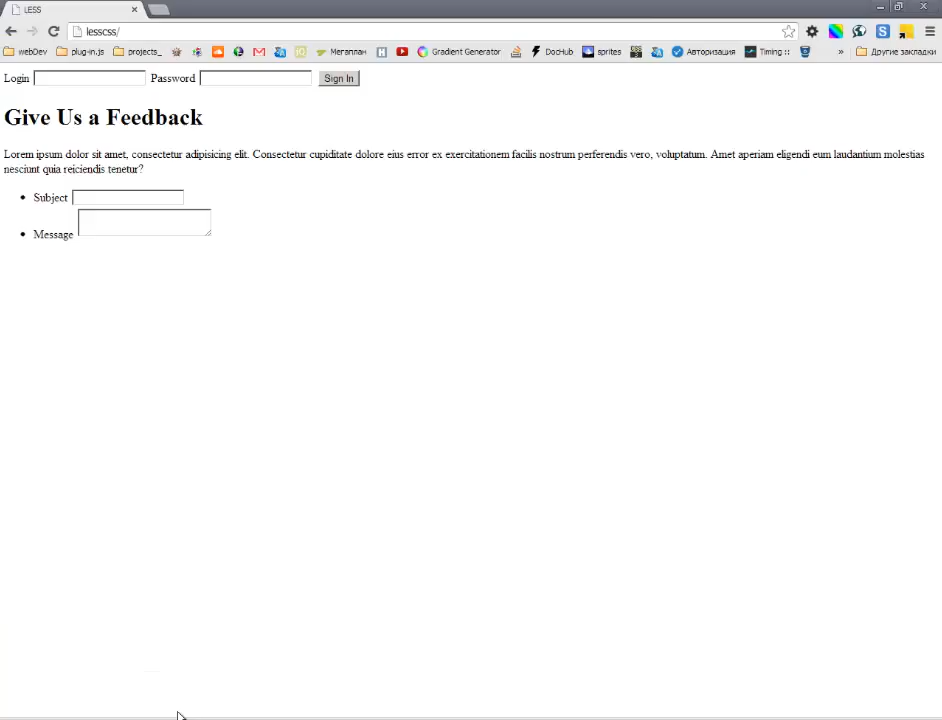 LESS
lesscss/
webDev plug-in.js projects_ Мегаплан Gradient Generator DocHub sprites Авторизация Timing :: » Другие закладки
Login Password Sign In
Give Us a Feedback
Lorem ipsum dolor sit amet, consectetur adipisicing elit. Consectetur cupiditate dolore eius error ex exercitationem facilis nostrum perferendis vero, voluptatum. Amet aperiam eligendi eum laudantium molestias
nesciunt quia reiciendis tenetur?
Subject
Message